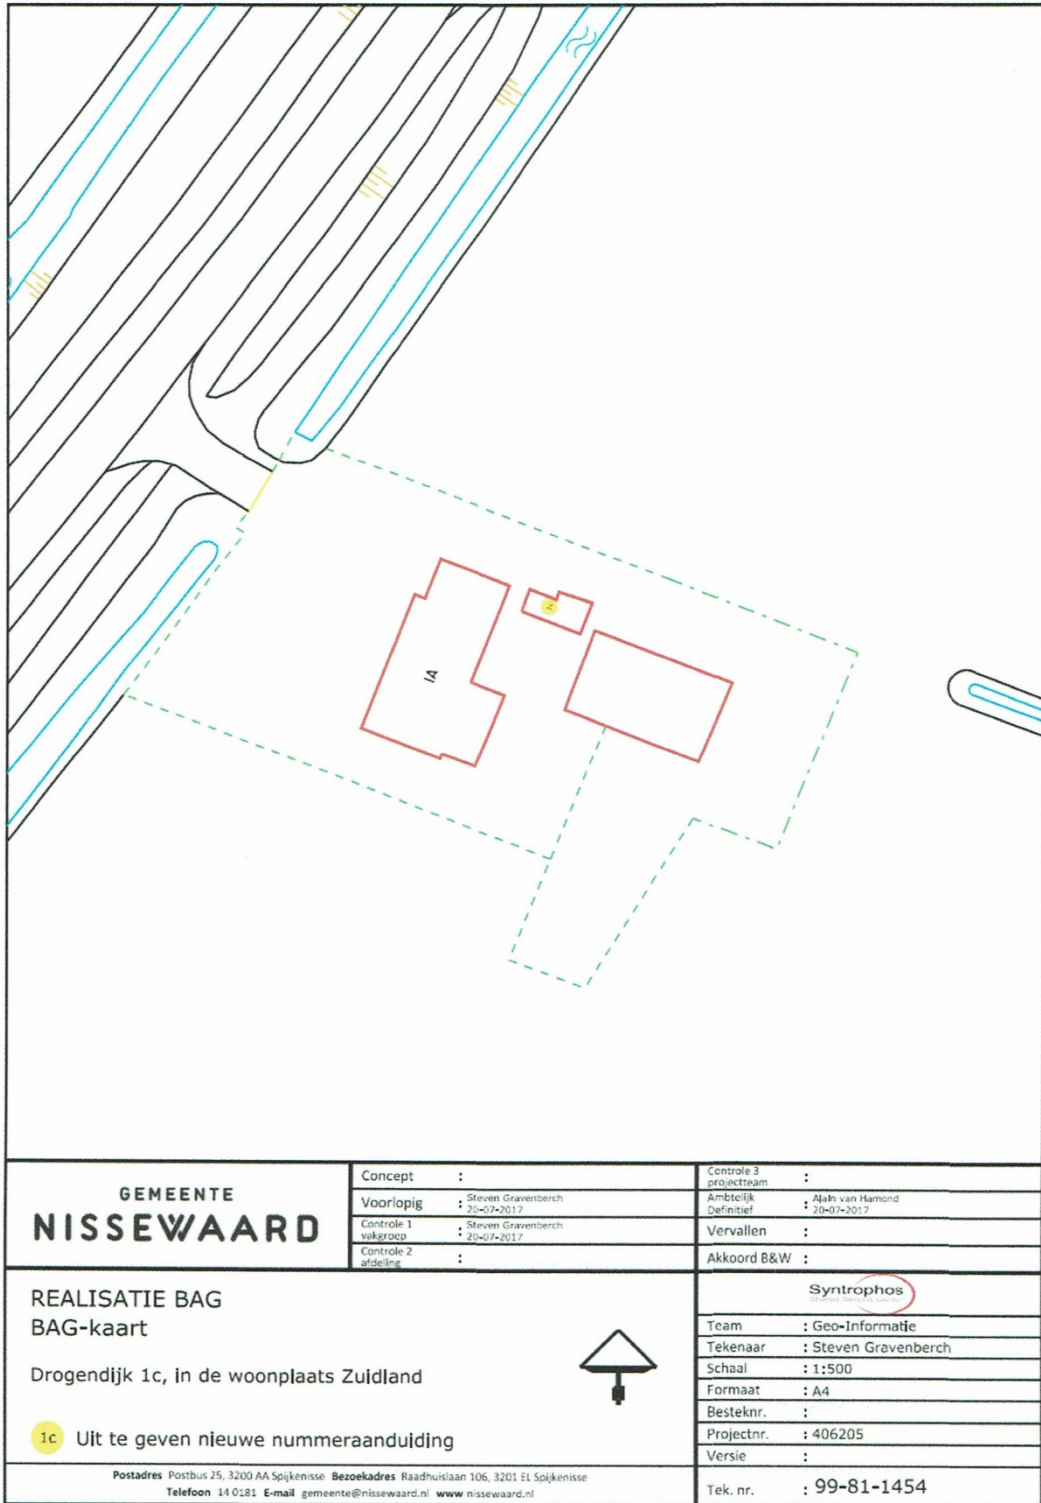 1A
1c
GEMEENTE
NISSEWAARD
Concept :
Voorlopig : Steven Gravenberch
20-07-2017
Controle 1
vakgroep : Steven Gravenberch
20-07-2017
Controle 2
afdeling :
Controle 3
projectteam :
Ambtelijk
Definitief : Alain van Hamond
20-07-2017
Vervallen :
Akkoord B&W :
REALISATIE BAG
BAG-kaart
Drogendijk 1c, in de woonplaats Zuidland
1c Uit te geven nieuwe nummeraanduiding
Postadres Postbus 25, 3200 AA Spijkenisse Bezoekadres Raadhuislaan 106, 3201 EL Spijkenisse
Telefoon 14 0181 E-mail gemeente@nissewaard.nl www nissewaard.nl
Syntrophos
Team : Geo-Informatie
Tekenaar : Steven Gravenberch
Schaal : 1:500
Formaat : A4
Besteknr. :
Projectnr. : 406205
Versie :
Tek. nr. : 99-81-1454